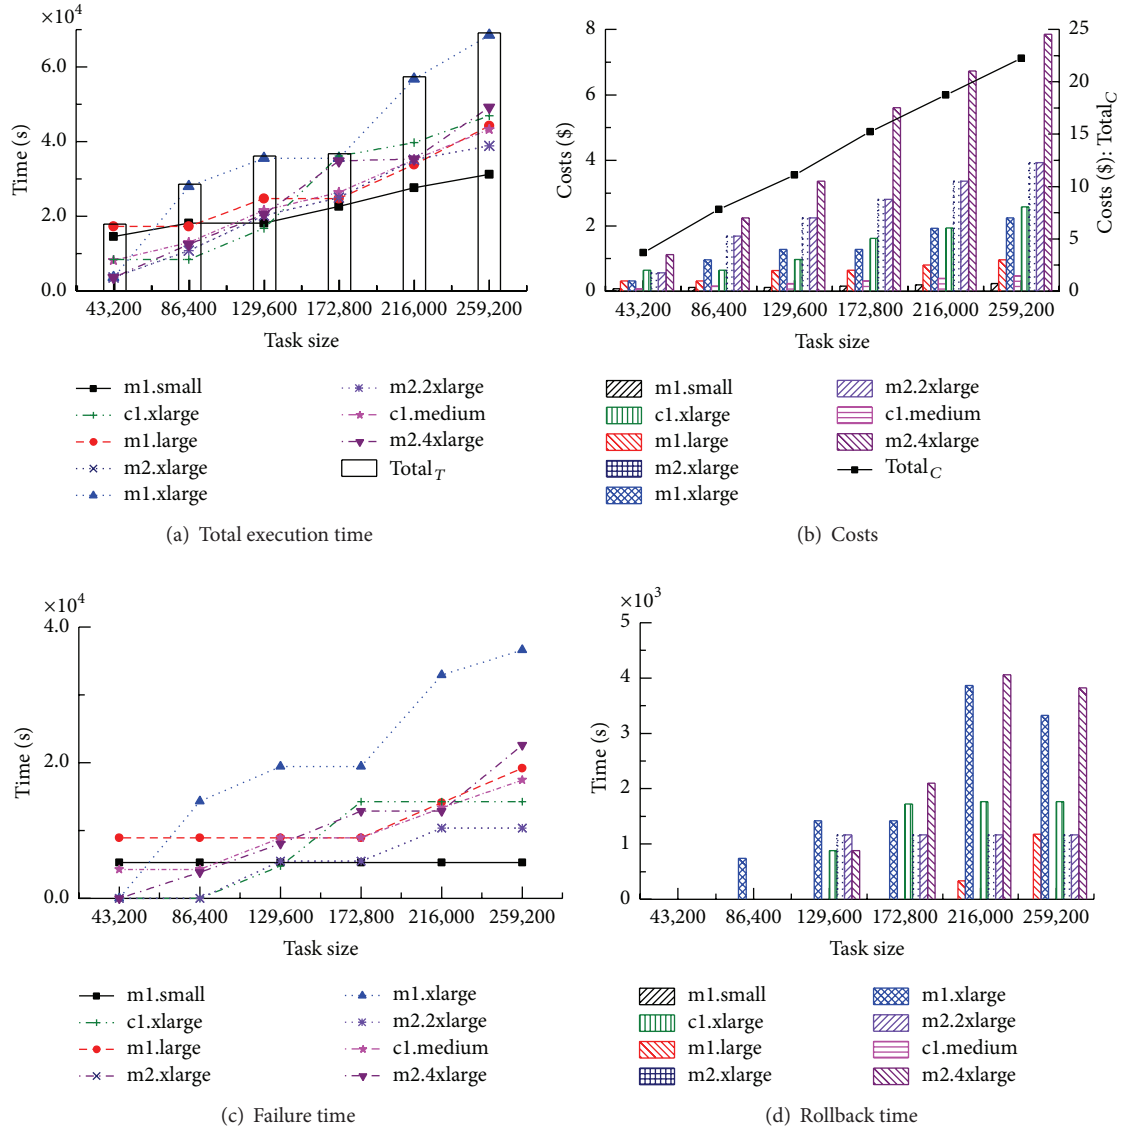 ×10⁴
6.0
4.0
2.0
0.0
Time (s)
43,200 86,400 129,600 172,800 216,000 259,200
Task size
m1.small
c1.xlarge
m1.large
m2.xlarge
m1.xlarge
m2.2xlarge
c1.medium
m2.4xlarge
Total_T
(a) Total execution time
8
6
4
2
0
Costs ($)
25
20
15
10
5
0
Costs ($): Total_C
43,200 86,400 129,600 172,800 216,000 259,200
Task size
m1.small
c1.xlarge
m1.large
m2.xlarge
m1.xlarge
m2.2xlarge
c1.medium
m2.4xlarge
Total_C
(b) Costs
×10⁴
4.0
2.0
0.0
Time (s)
43,200 86,400 129,600 172,800 216,000 259,200
Task size
m1.small
c1.xlarge
m1.large
m2.xlarge
m1.xlarge
m2.2xlarge
c1.medium
m2.4xlarge
(c) Failure time
×10³
5
4
3
2
1
0
Time (s)
43,200 86,400 129,600 172,800 216,000 259,200
Task size
m1.small
c1.xlarge
m1.large
m2.xlarge
m1.xlarge
m2.2xlarge
c1.medium
m2.4xlarge
(d) Rollback time